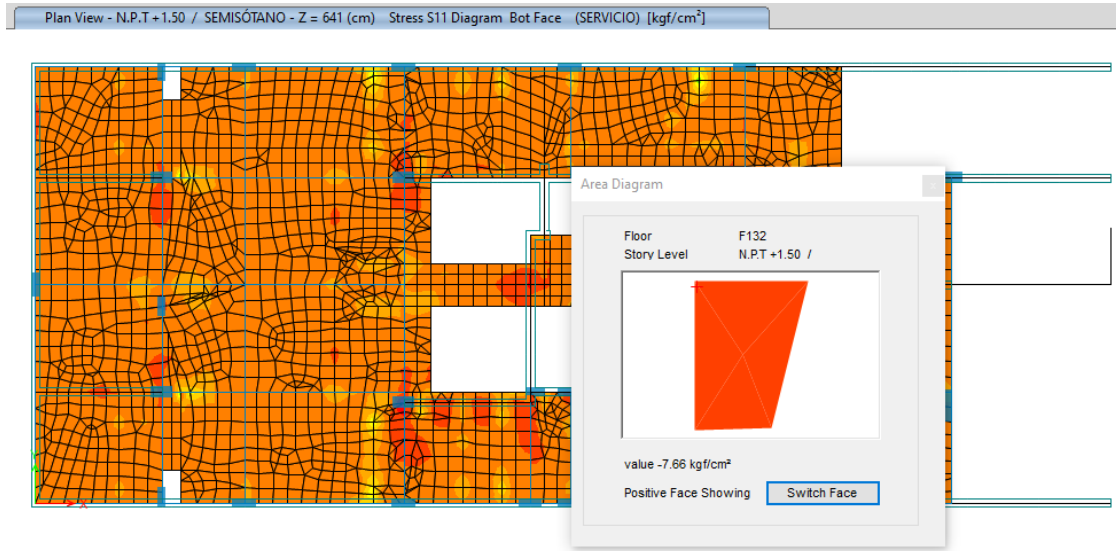 Plan View - N.P.T +1.50 / SEMISÓTANO - Z = 641 (cm) Stress S11 Diagram Bot Face (SERVICIO) [kgf/cm²]
Area Diagram
x
Floor F132
Story Level N.P.T +1.50 /
value -7.66 kgf/cm²
Positive Face Showing Switch Face
X